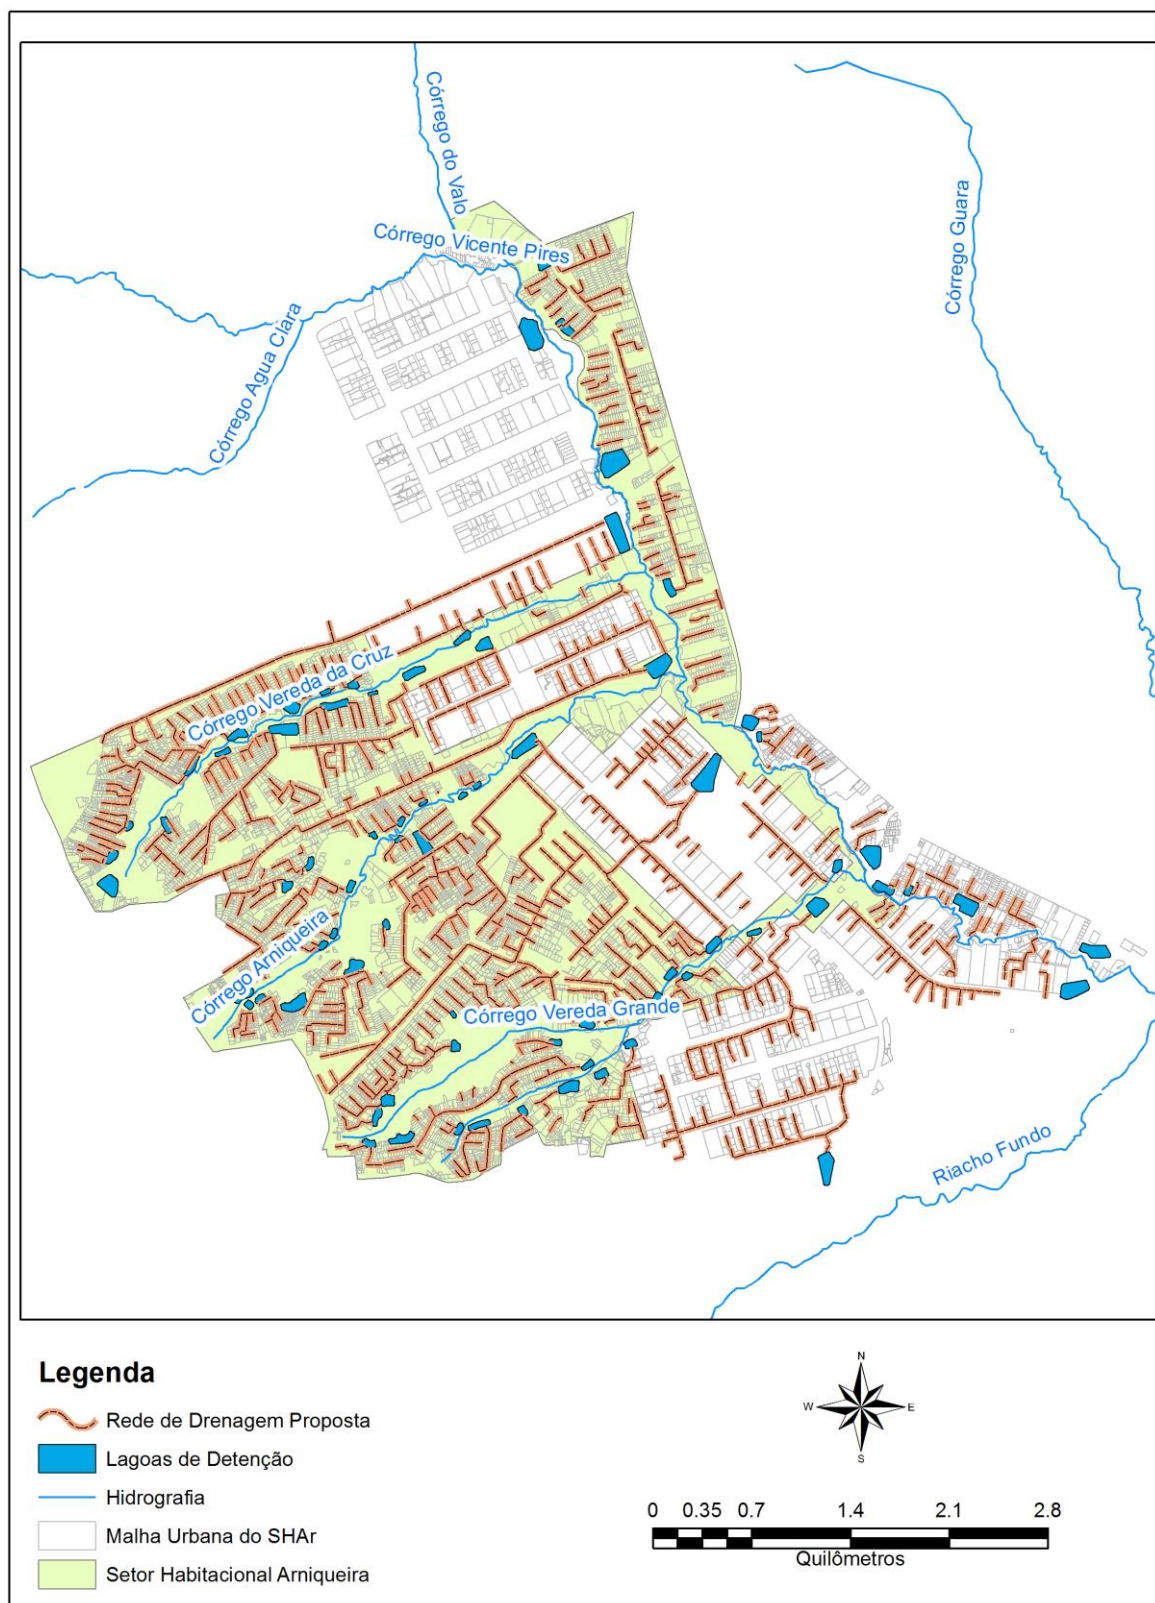 Córrego do Valo
Córrego Vicente Pires
Córrego Guara
Córrego Agua Clara
Córrego Vereda da Cruz
Córrego Arniqueira
Córrego Vereda Grande
Riacho Fundo
Legenda
Rede de Drenagem Proposta
Lagoas de Detenção
Hidrografia
Malha Urbana do SHAr
Setor Habitacional Arniqueira
N
W E
S
0 0.35 0.7 1.4 2.1 2.8
Quilômetros